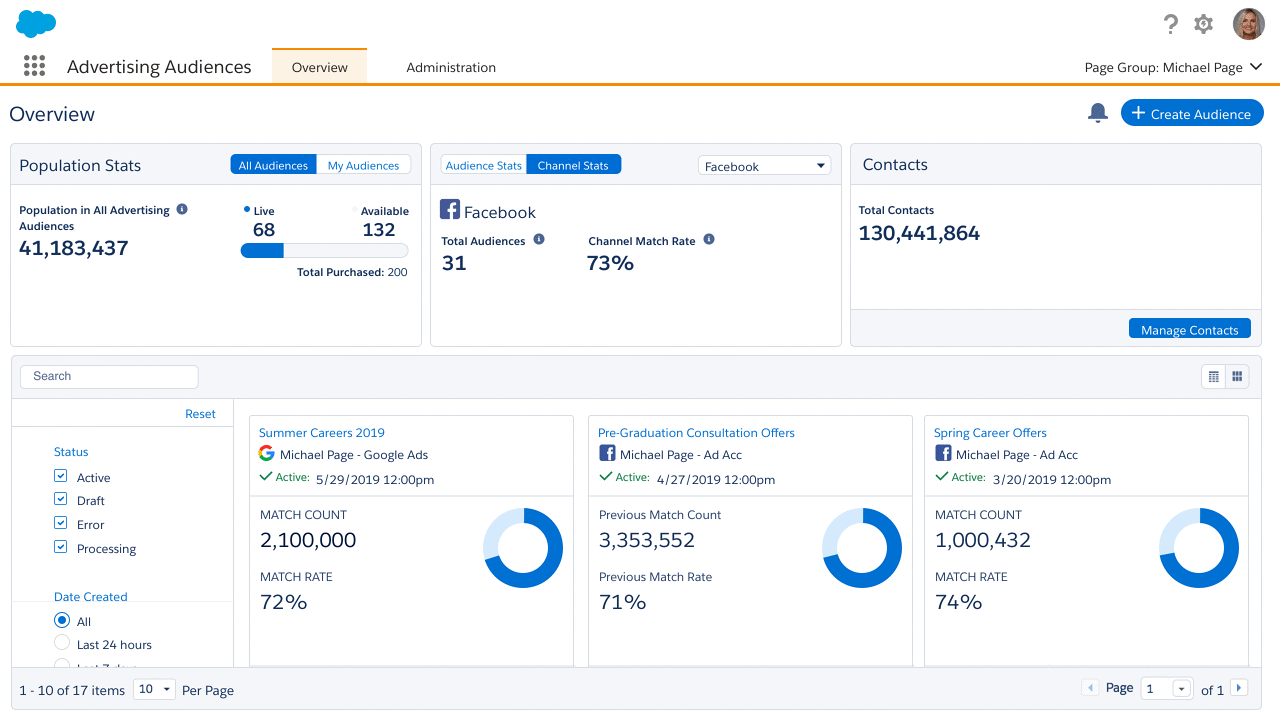 Advertising Audiences
Overview
Administration
Page Group: Michael Page
Overview
Create Audience
Population Stats
All Audiences
My Audiences
Population in All Advertising
Audiences
41,183,437
Live
68
Available
132
Total Purchased: 200
Audience Stats
Channel Stats
Facebook
Facebook
Total Audiences
31
Channel Match Rate
73%
Contacts
Total Contacts
130,441,864
Manage Contacts
Search
Reset
Status
Active
Draft
Error
Processing
Date Created
All
Last 24 hours
Summer Careers 2019
Michael Page - Google Ads
Active: 5/29/2019 12:00pm
MATCH COUNT
2,100,000
MATCH RATE
72%
Pre-Graduation Consultation Offers
Michael Page - Ad Acc
Active: 4/27/2019 12:00pm
Previous Match Count
3,353,552
Previous Match Rate
71%
Spring Career Offers
Michael Page - Ad Acc
Active: 3/20/2019 12:00pm
MATCH COUNT
1,000,432
MATCH RATE
74%
1 - 10 of 17 items
10
Per Page
Page
1
of 1